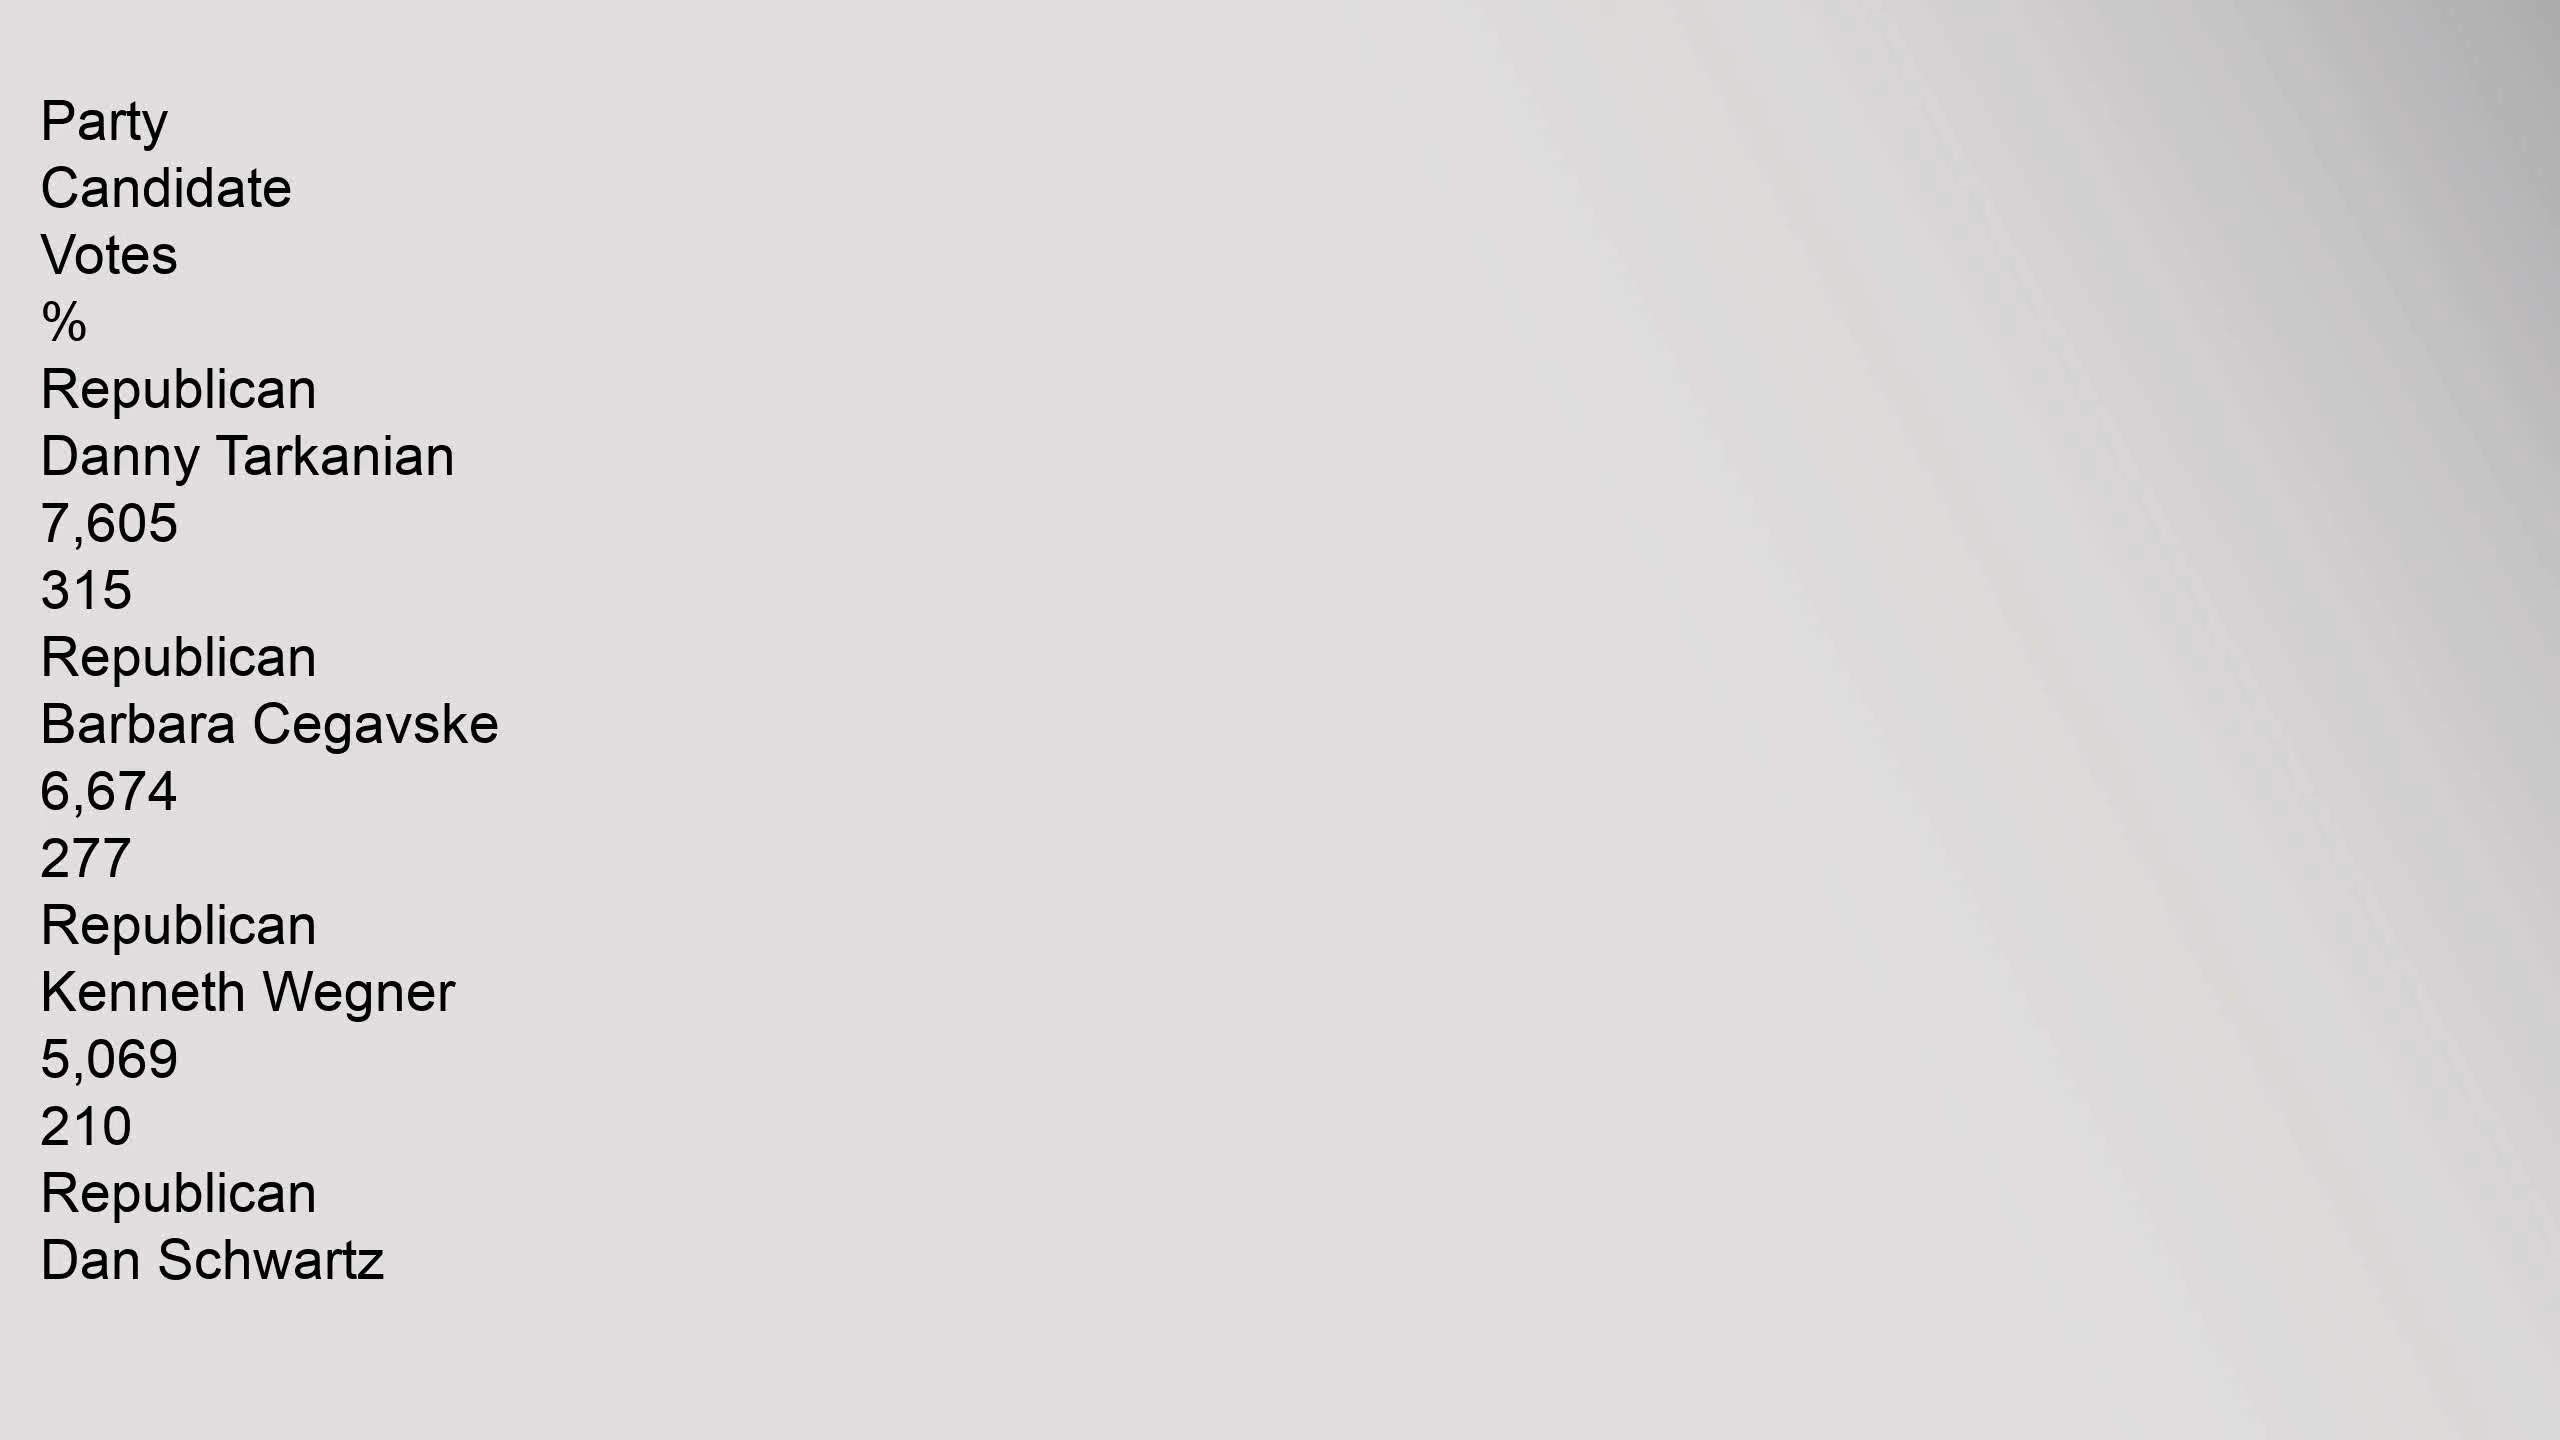 Party
Candidate
Votes
%
Republican
Danny Tarkanian
7,605
315
Republican
Barbara Cegavske
6,674
277
Republican
Kenneth Wegner
5,069
210
Republican
Dan Schwartz